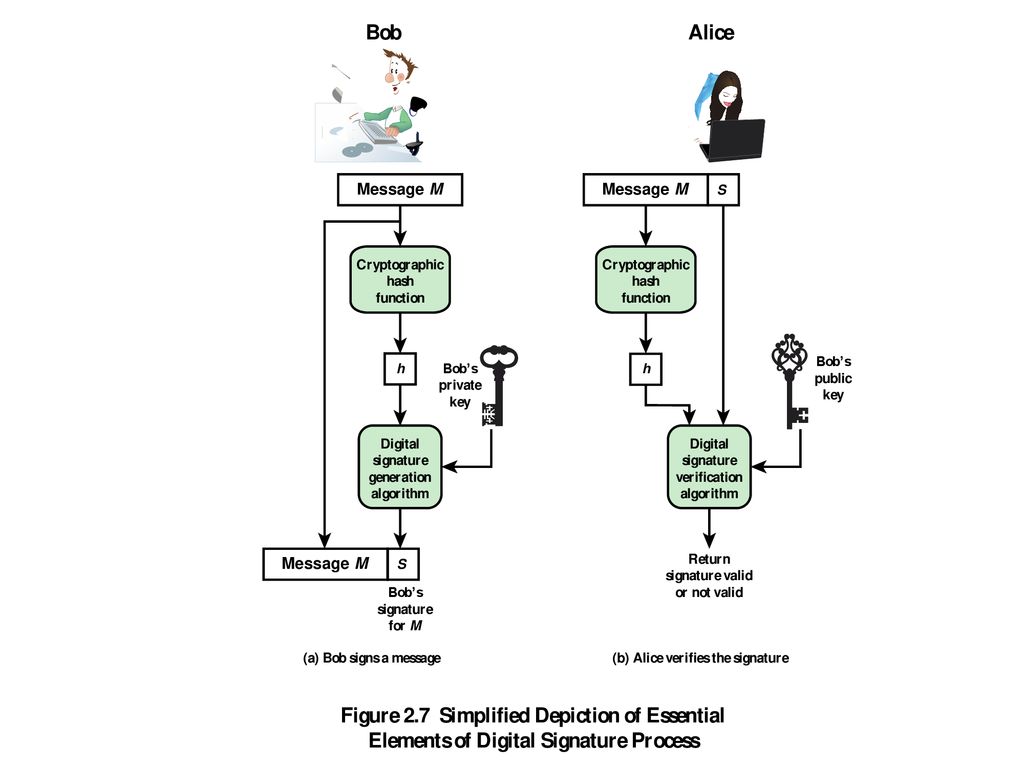 Bob
Message M
Cryptographic
hash
function
h
Bob's
private
key
Digital
signature
generation
algorithm
Message M
S
Bob's
signature
for M
(a) Bob signs a message
Alice
Message M
S
Cryptographic
hash
function
h
Bob's
public
key
Digital
signature
verification
algorithm
Return
signature valid
or not valid
(b) Alice verifies the signature
Figure 2.7 Simplified Depiction of Essential
Elements of Digital Signature Process